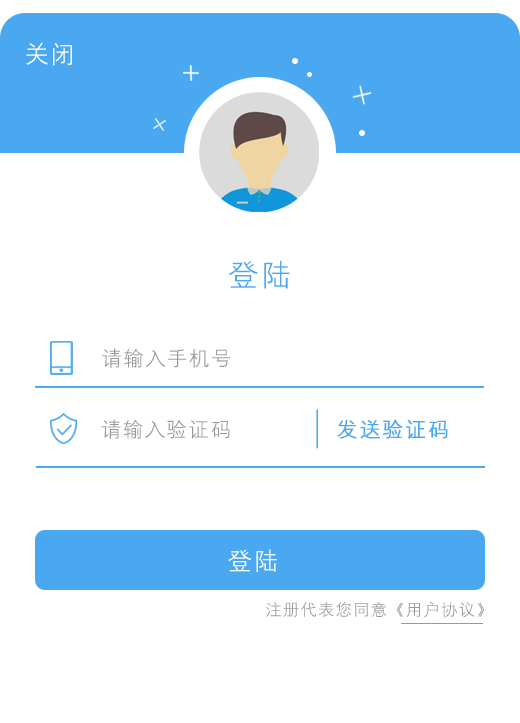 关闭
登陆
请输入手机号
请输入验证码 发送验证码
登陆
注册代表您同意《用户协议》